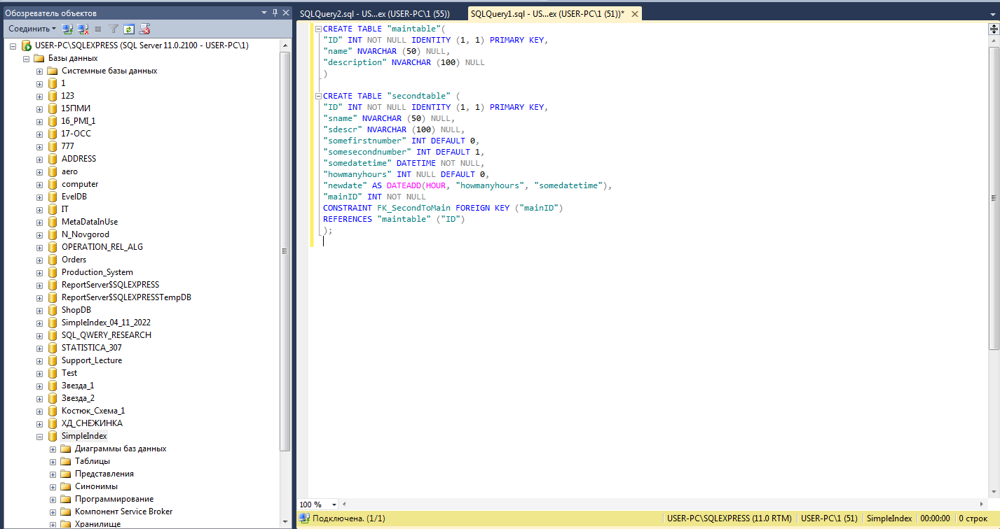 Обозреватель объектов
Соединить
USER-PC\SQLEXPRESS (SQL Server 11.0.2100 - USER-PC\1)
Базы данных
Системные базы данных
1
123
15ПМИ
16_PMI_1
17-ОСС
777
ADDRESS
aero
computer
EvelDB
IT
MetaDataInUse
N_Novgorod
OPERATION_REL_ALG
Orders
Production_System
ReportServer$SQLEXPRESS
ReportServer$SQLEXPRESSTempDB
ShopDB
SimpleIndex_04_11_2022
SQL_QWERY_RESEARCH
STATISTICA_307
Support_Lecture
Test
Звезда_1
Звезда_2
Костюк_Схема_1
ХД_СНЕЖИНКА
SimpleIndex
Диаграммы баз данных
Таблицы
Представления
Синонимы
Программирование
Компонент Service Broker
Хранилище
SQLQuery2.sql - US...ex (USER-PC\1 (55))
SQLQuery1.sql - US...ex (USER-PC\1 (51))*
CREATE TABLE "maintable"(
"ID" INT NOT NULL IDENTITY (1, 1) PRIMARY KEY,
"name" NVARCHAR (50) NULL,
"description" NVARCHAR (100) NULL
)
CREATE TABLE "secondtable" (
"ID" INT NOT NULL IDENTITY (1, 1) PRIMARY KEY,
"sname" NVARCHAR (50) NULL,
"sdescr" NVARCHAR (100) NULL,
"somefirstnumber" INT DEFAULT 0,
"somesecondnumber" INT DEFAULT 1,
"somedatetime" DATETIME NOT NULL,
"howmanyhours" INT NULL DEFAULT 0,
"newdate" AS DATEADD(HOUR, "howmanyhours", "somedatetime"),
"mainID" INT NOT NULL
CONSTRAINT FK_SecondToMain FOREIGN KEY ("mainID")
REFERENCES "maintable" ("ID")
);
100 %
Подключена. (1/1)
USER-PC\SQLEXPRESS (11.0 RTM)
USER-PC\1 (51)
SimpleIndex
00:00:00
0 строк